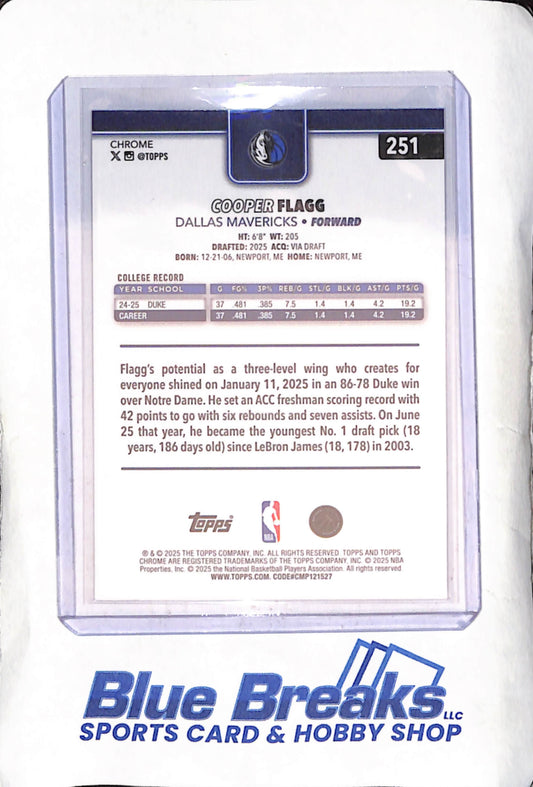 CHROME
X @TOPPS
251
COOPER FLAGG
DALLAS MAVERICKS • FORWARD
HT: 6'8" WT: 205
DRAFTED: 2025 ACQ: VIA DRAFT
BORN: 12-21-06, NEWPORT, ME HOME: NEWPORT, ME
COLLEGE RECORD
YEAR SCHOOL G FG% 3P% REB/G STL/G BLK/G AST/G PTS/G
24-25 DUKE 37 .481 .385 7.5 1.4 1.4 4.2 19.2
CAREER 37 .481 .385 7.5 1.4 1.4 4.2 19.2
Flagg's potential as a three-level wing who creates for
everyone shined on January 11, 2025 in an 86-78 Duke win
over Notre Dame. He set an ACC freshman scoring record with
42 points to go with six rebounds and seven assists. On June
25 that year, he became the youngest No. 1 draft pick (18
years, 186 days old) since LeBron James (18, 178) in 2003.
Topps
NBA
® & © 2025 THE TOPPS COMPANY, INC. ALL RIGHTS RESERVED. TOPPS AND TOPPS
CHROME ARE REGISTERED TRADEMARKS OF THE TOPPS COMPANY, INC. © 2025 NBA
Properties, Inc. © 2025 the National Basketball Players Association. All rights reserved.
WWW.TOPPS.COM. CODE#CMP121527
Blue Breaks LLC
SPORTS CARD & HOBBY SHOP